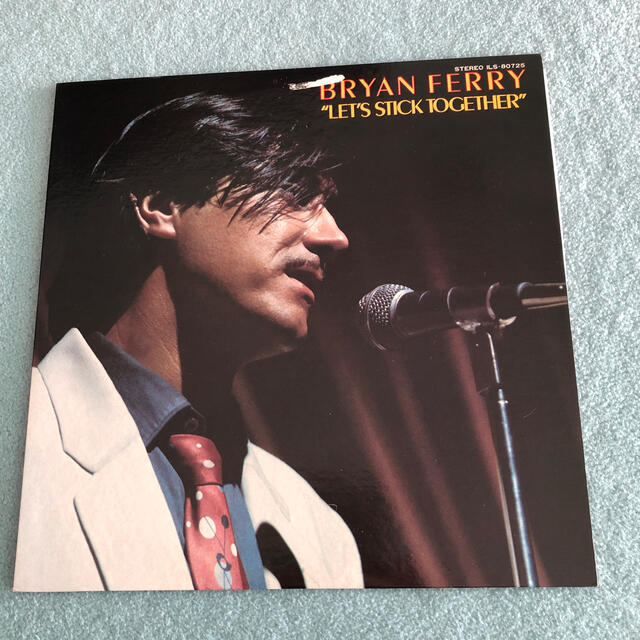 STEREO ILS-80725
BRYAN FERRY
"LET'S STICK TOGETHER"